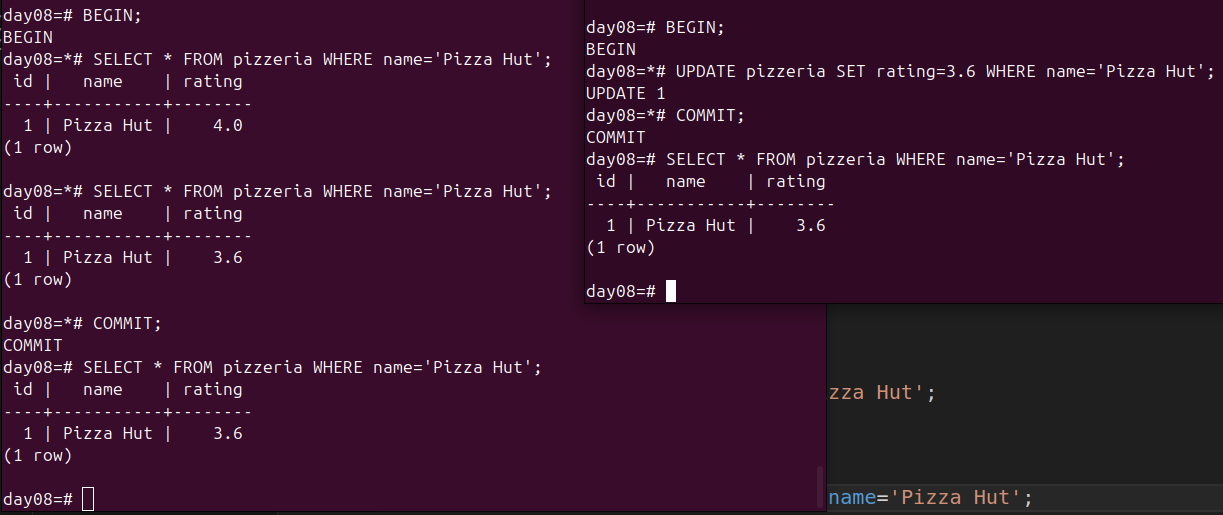 day08=# BEGIN;
BEGIN
day08=*# SELECT * FROM pizzeria WHERE name='Pizza Hut';
 id |   name    | rating
----+-----------+--------
  1 | Pizza Hut |    4.0
(1 row)

day08=*# SELECT * FROM pizzeria WHERE name='Pizza Hut';
 id |   name    | rating
----+-----------+--------
  1 | Pizza Hut |    3.6
(1 row)

day08=*# COMMIT;
COMMIT
day08=# SELECT * FROM pizzeria WHERE name='Pizza Hut';
 id |   name    | rating
----+-----------+--------
  1 | Pizza Hut |    3.6
(1 row)

day08=#
day08=# BEGIN;
BEGIN
day08=*# UPDATE pizzeria SET rating=3.6 WHERE name='Pizza Hut';
UPDATE 1
day08=*# COMMIT;
COMMIT
day08=# SELECT * FROM pizzeria WHERE name='Pizza Hut';
 id |   name    | rating
----+-----------+--------
  1 | Pizza Hut |    3.6
(1 row)

day08=#
zza Hut';
name='Pizza Hut';